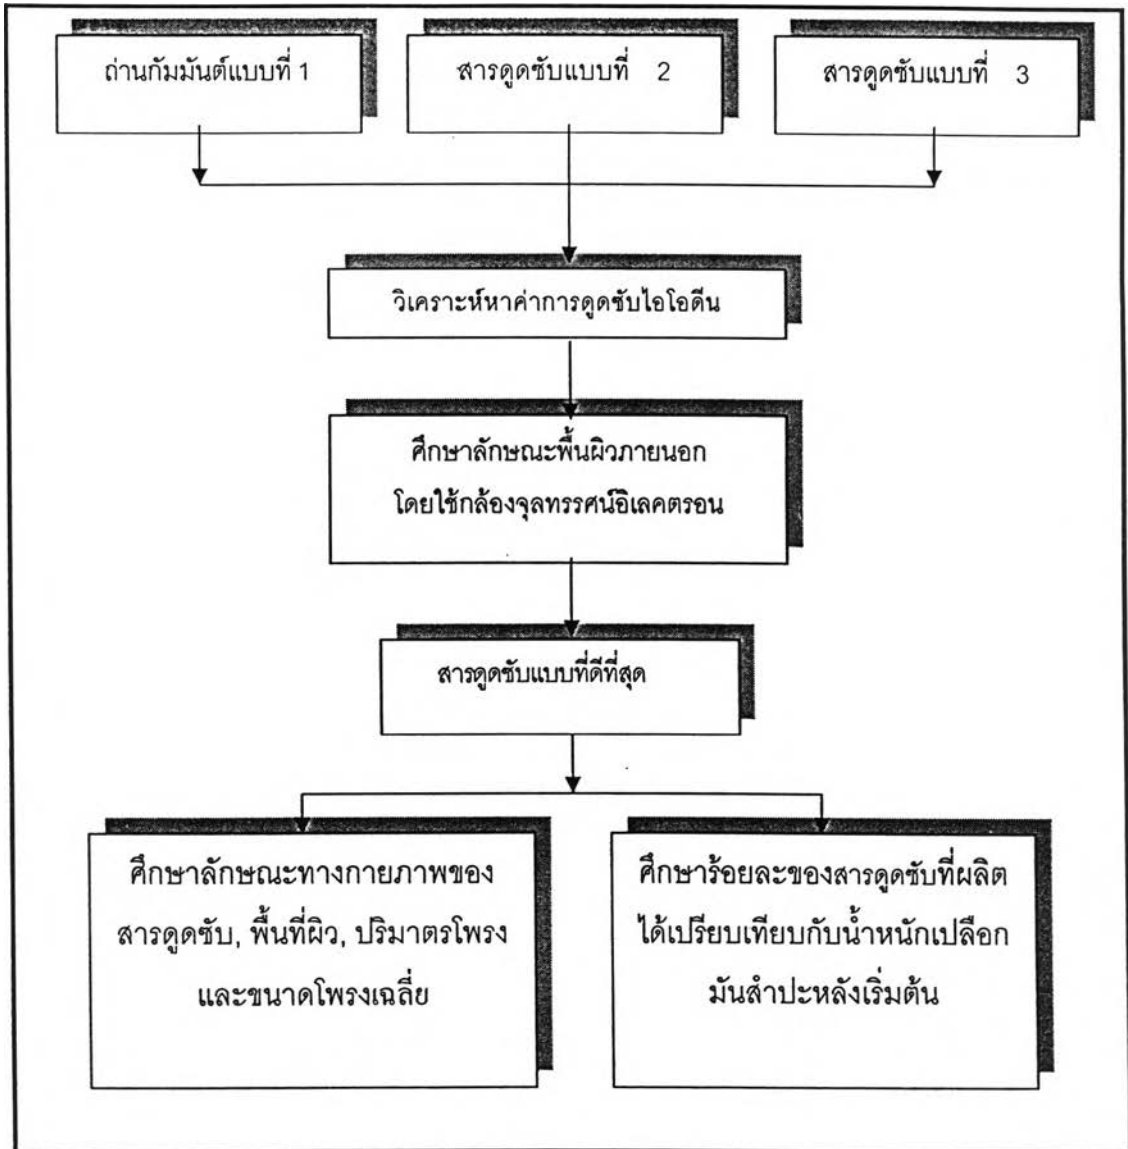 ถ่านกัมมันต์แบบที่ 1
สารดูดซับแบบที่ 2
สารดูดซับแบบที่ 3
วิเคราะห์หาค่าการดูดซับไอโอดีน
ศึกษาลักษณะพื้นผิวภายนอก
โดยใช้กล้องจุลทรรศน์อิเลคตรอน
สารดูดซับแบบที่ดีที่สุด
ศึกษาลักษณะทางกายภาพของ
สารดูดซับ, พื้นที่ผิว, ปริมาตรโพรง
และขนาดโพรงเฉลี่ย
ศึกษาร้อยละของสารดูดซับที่ผลิต
ได้เปรียบเทียบกับน้ำหนักเปลือก
มันสำปะหลังเริ่มต้น